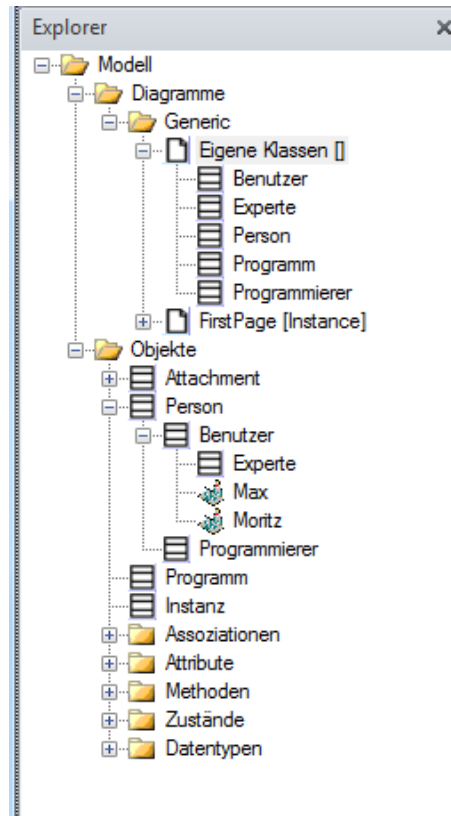 Explorer
Modell
Diagramme
Generic
Eigene Klassen []
Benutzer
Experte
Person
Programm
Programmierer
FirstPage [Instance]
Objekte
Attachment
Person
Benutzer
Experte
Max
Moritz
Programmierer
Programm
Instanz
Assoziationen
Attribute
Methoden
Zustände
Datentypen